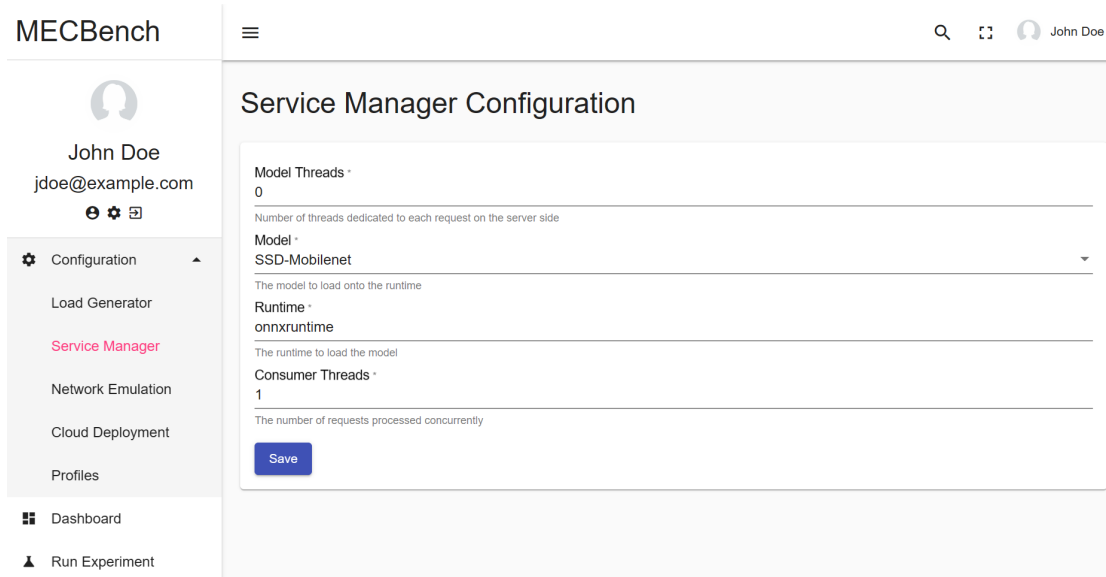 MECBench
John Doe
John Doe
jdoe@example.com
Configuration
Load Generator
Service Manager
Network Emulation
Cloud Deployment
Profiles
Dashboard
Run Experiment
Service Manager Configuration
Model Threads *
0
Number of threads dedicated to each request on the server side
Model *
SSD-Mobilenet
The model to load onto the runtime
Runtime *
onnxruntime
The runtime to load the model
Consumer Threads *
1
The number of requests processed concurrently
Save